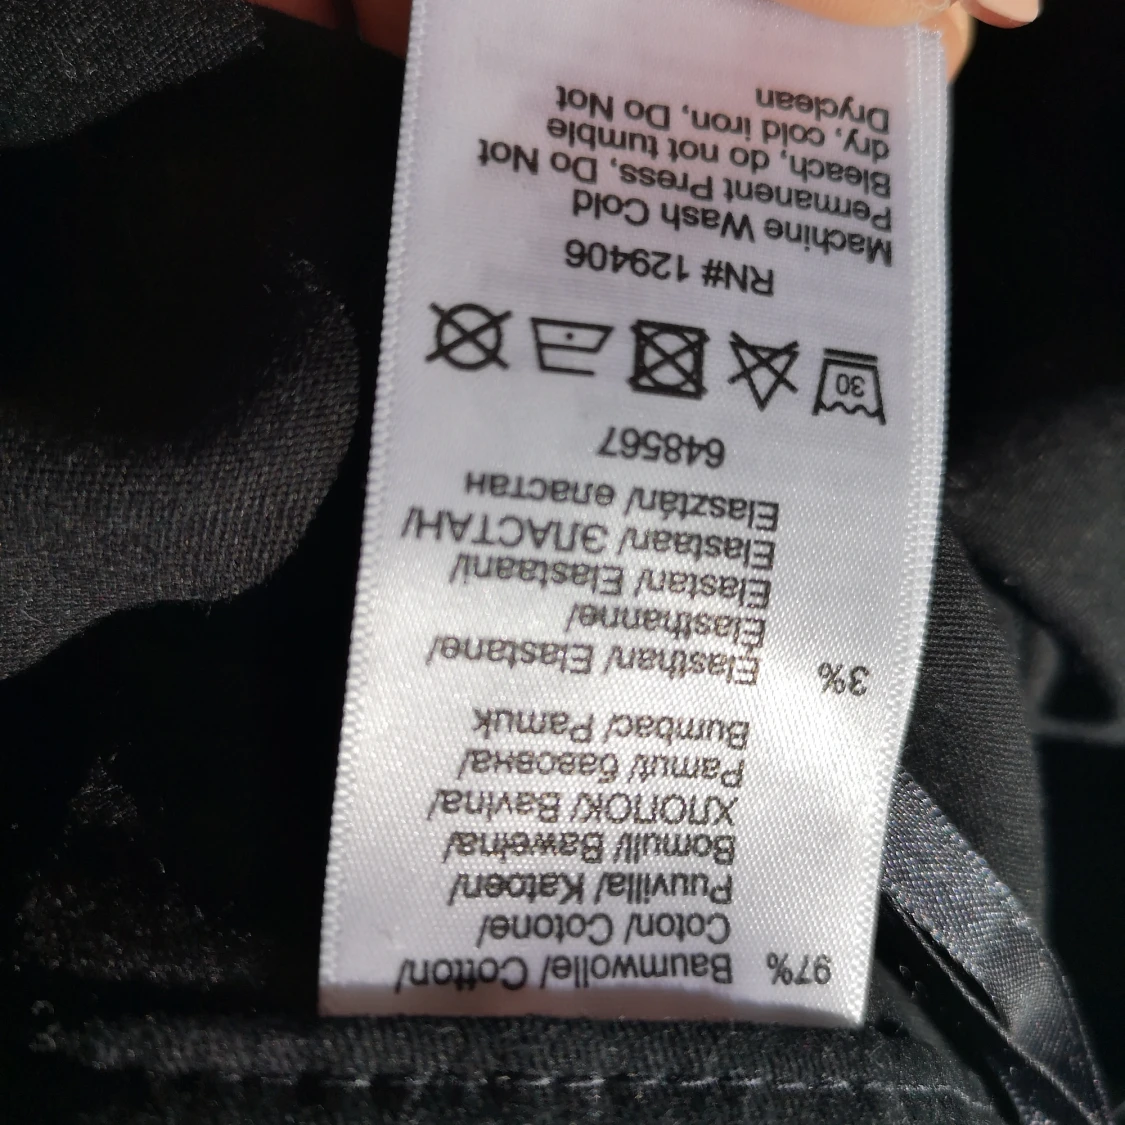 97% Baumwolle/ Cotton/
Coton/ Cotone/
Puuvilla/ Katoen/
Bomull/ Bawełna/
ХЛОПОК/ Bavlna/
Pamut/ бавовна/
Bumbac/ Pamuk
3% Elasthan/ Elastane/
Élasthanne/
Elastan/ Elastaani/
Elastaan/ ЭЛАСТАН/
Elasztán/ еластан
648567
30
RN# 129406
Machine Wash Cold
Permanent Press, Do Not
Bleach, do not tumble
dry, cold iron, Do Not
Dryclean